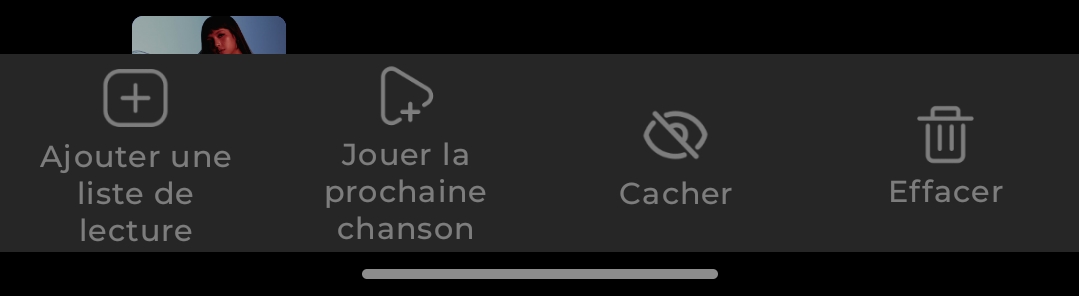 Ajouter une
liste de
lecture
Jouer la
prochaine
chanson
Cacher
Effacer